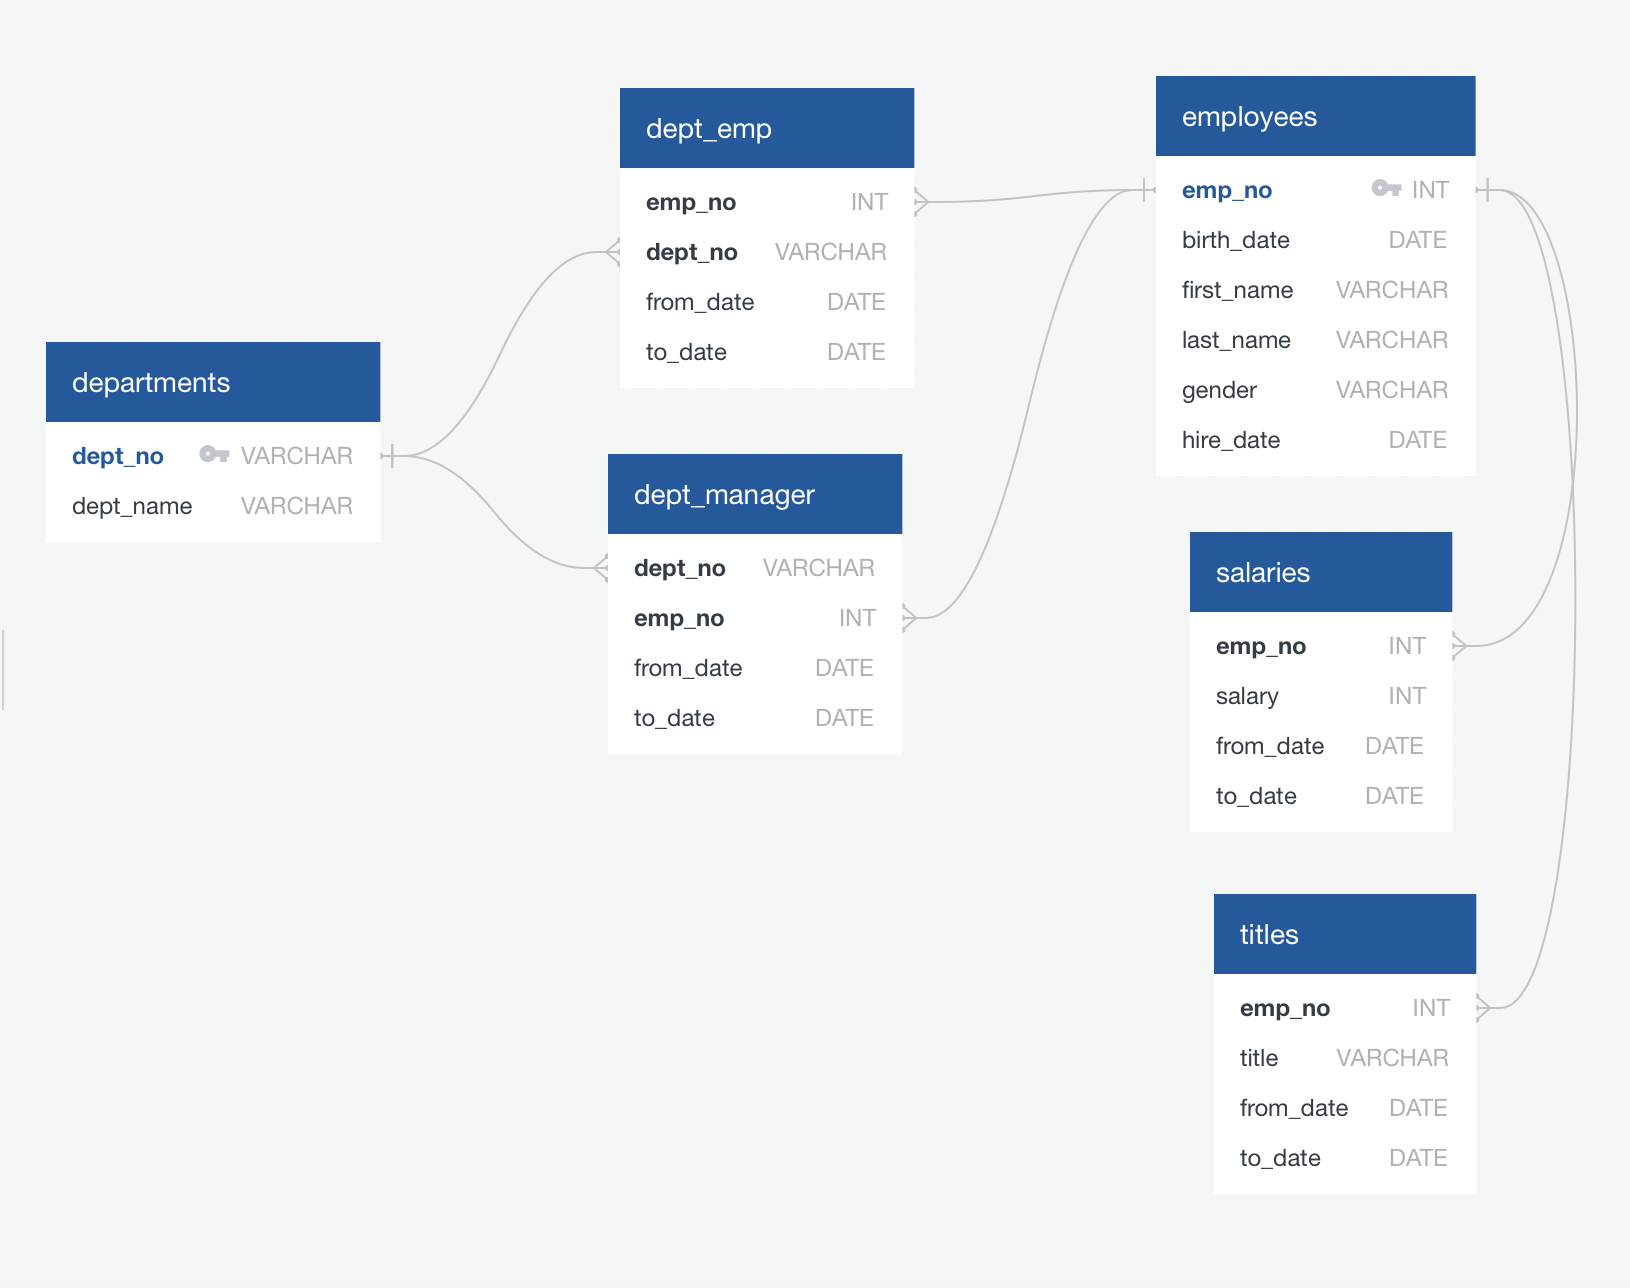 departments
dept_no VARCHAR
dept_name VARCHAR
dept_emp
emp_no INT
dept_no VARCHAR
from_date DATE
to_date DATE
dept_manager
dept_no VARCHAR
emp_no INT
from_date DATE
to_date DATE
employees
emp_no INT
birth_date DATE
first_name VARCHAR
last_name VARCHAR
gender VARCHAR
hire_date DATE
salaries
emp_no INT
salary INT
from_date DATE
to_date DATE
titles
emp_no INT
title VARCHAR
from_date DATE
to_date DATE